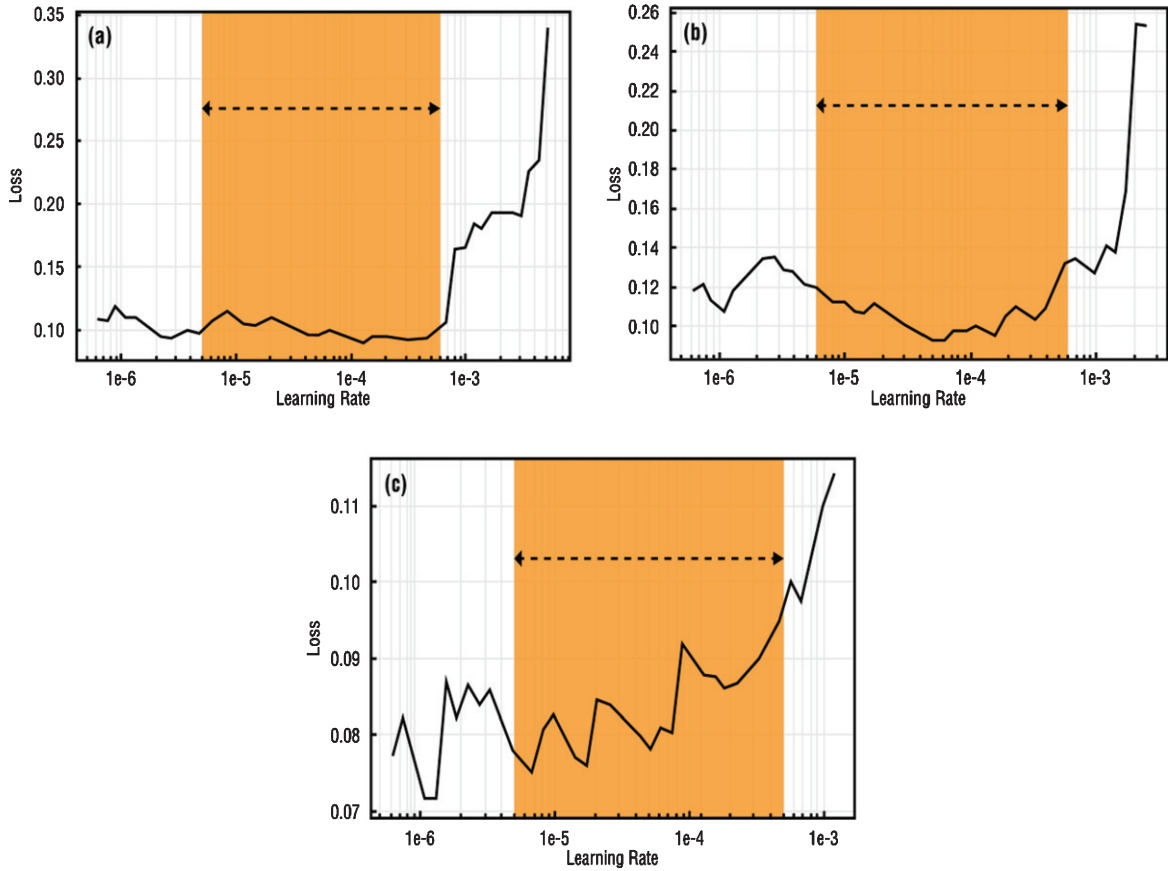 (a)
0.35
0.30
0.25
0.20
0.15
0.10
Loss
1e-6 1e-5 1e-4 1e-3
Learning Rate
(b)
0.26
0.24
0.22
0.20
0.18
0.16
0.14
0.12
0.10
Loss
1e-6 1e-5 1e-4 1e-3
Learning Rate
(c)
0.11
0.10
0.09
0.08
0.07
Loss
1e-6 1e-5 1e-4 1e-3
Learning Rate